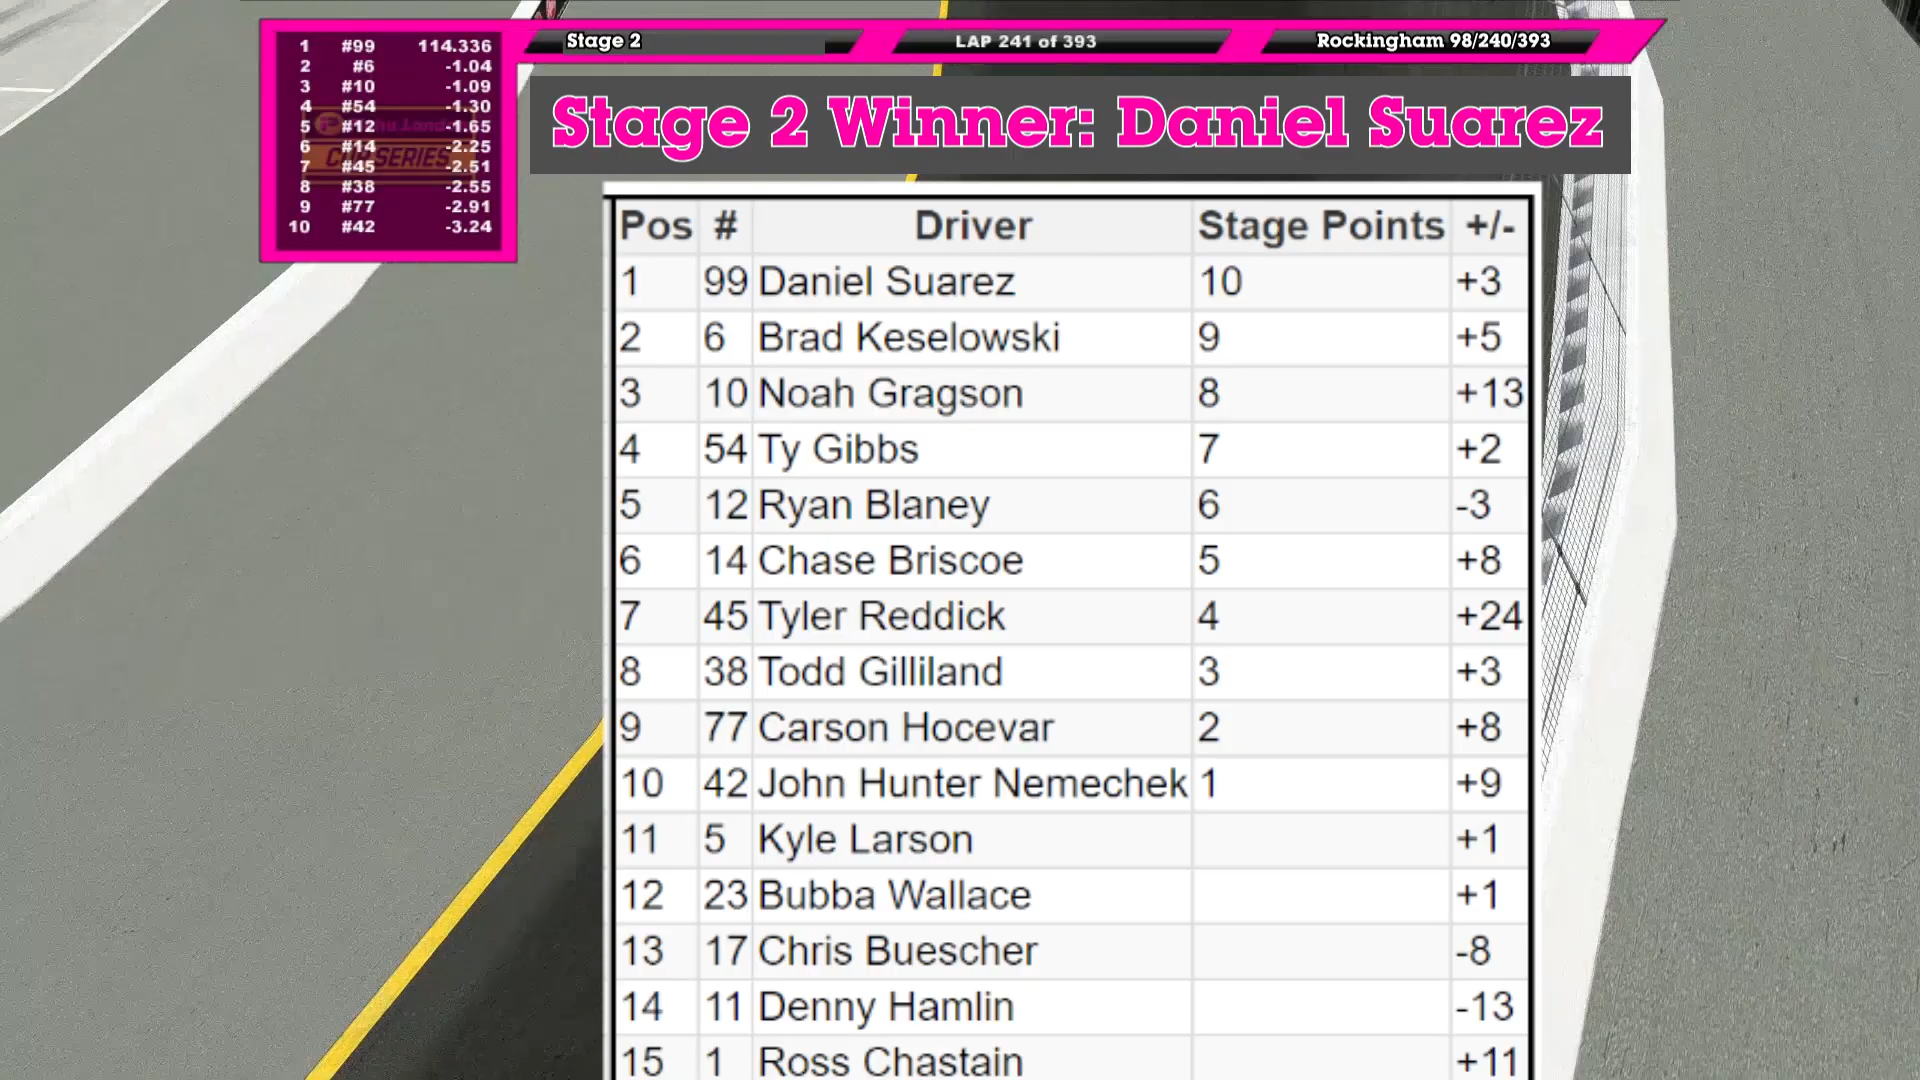 1 #99 114.336
2 #6 -1.04
3 #10 -1.09
4 #54 -1.30
5 #12 -1.65
6 #14 -2.25
7 #45 -2.51
8 #38 -2.55
9 #77 -2.91
10 #42 -3.24
CUP SERIES
Stage 2
LAP 241 of 393
Rockingham 98/240/393
Stage 2 Winner: Daniel Suarez
Pos # Driver Stage Points +/-
1 99 Daniel Suarez 10 +3
2 6 Brad Keselowski 9 +5
3 10 Noah Gragson 8 +13
4 54 Ty Gibbs 7 +2
5 12 Ryan Blaney 6 -3
6 14 Chase Briscoe 5 +8
7 45 Tyler Reddick 4 +24
8 38 Todd Gilliland 3 +3
9 77 Carson Hocevar 2 +8
10 42 John Hunter Nemechek 1 +9
11 5 Kyle Larson +1
12 23 Bubba Wallace +1
13 17 Chris Buescher -8
14 11 Denny Hamlin -13
15 1 Ross Chastain +11